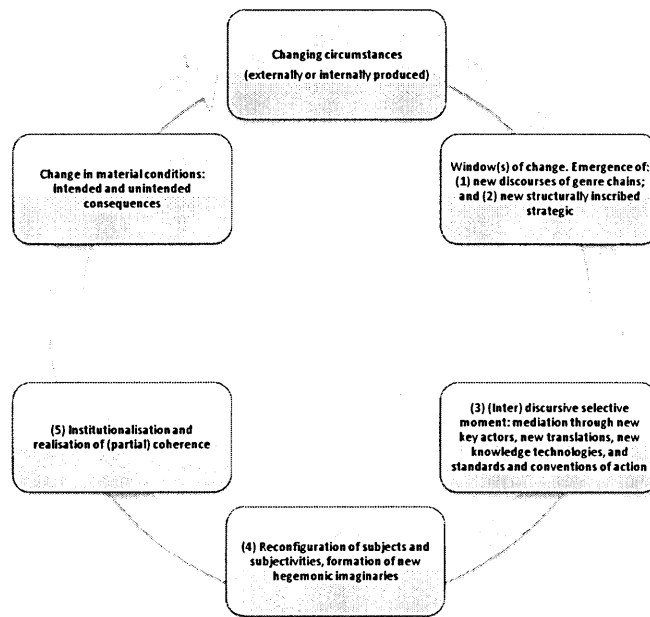 Changing circumstances
(externally or internally produced)
Window(s) of change. Emergence of:
(1) new discourses of genre chains;
and (2) new structurally inscribed
strategic
(3) (Inter) discursive selective
moment: mediation through new
key actors, new translations, new
knowledge technologies, and
standards and conventions of action
(4) Reconfiguration of subjects and
subjectivities, formation of new
hegemonic imaginaries
(5) Institutionalisation and
realisation of (partial) coherence
Change in material conditions:
intended and unintended
consequences